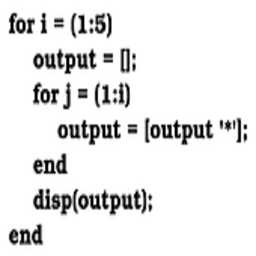 for i = (1:5)
output = [];
for j = (1:i)
output = [output '*'];
end
disp(output);
end